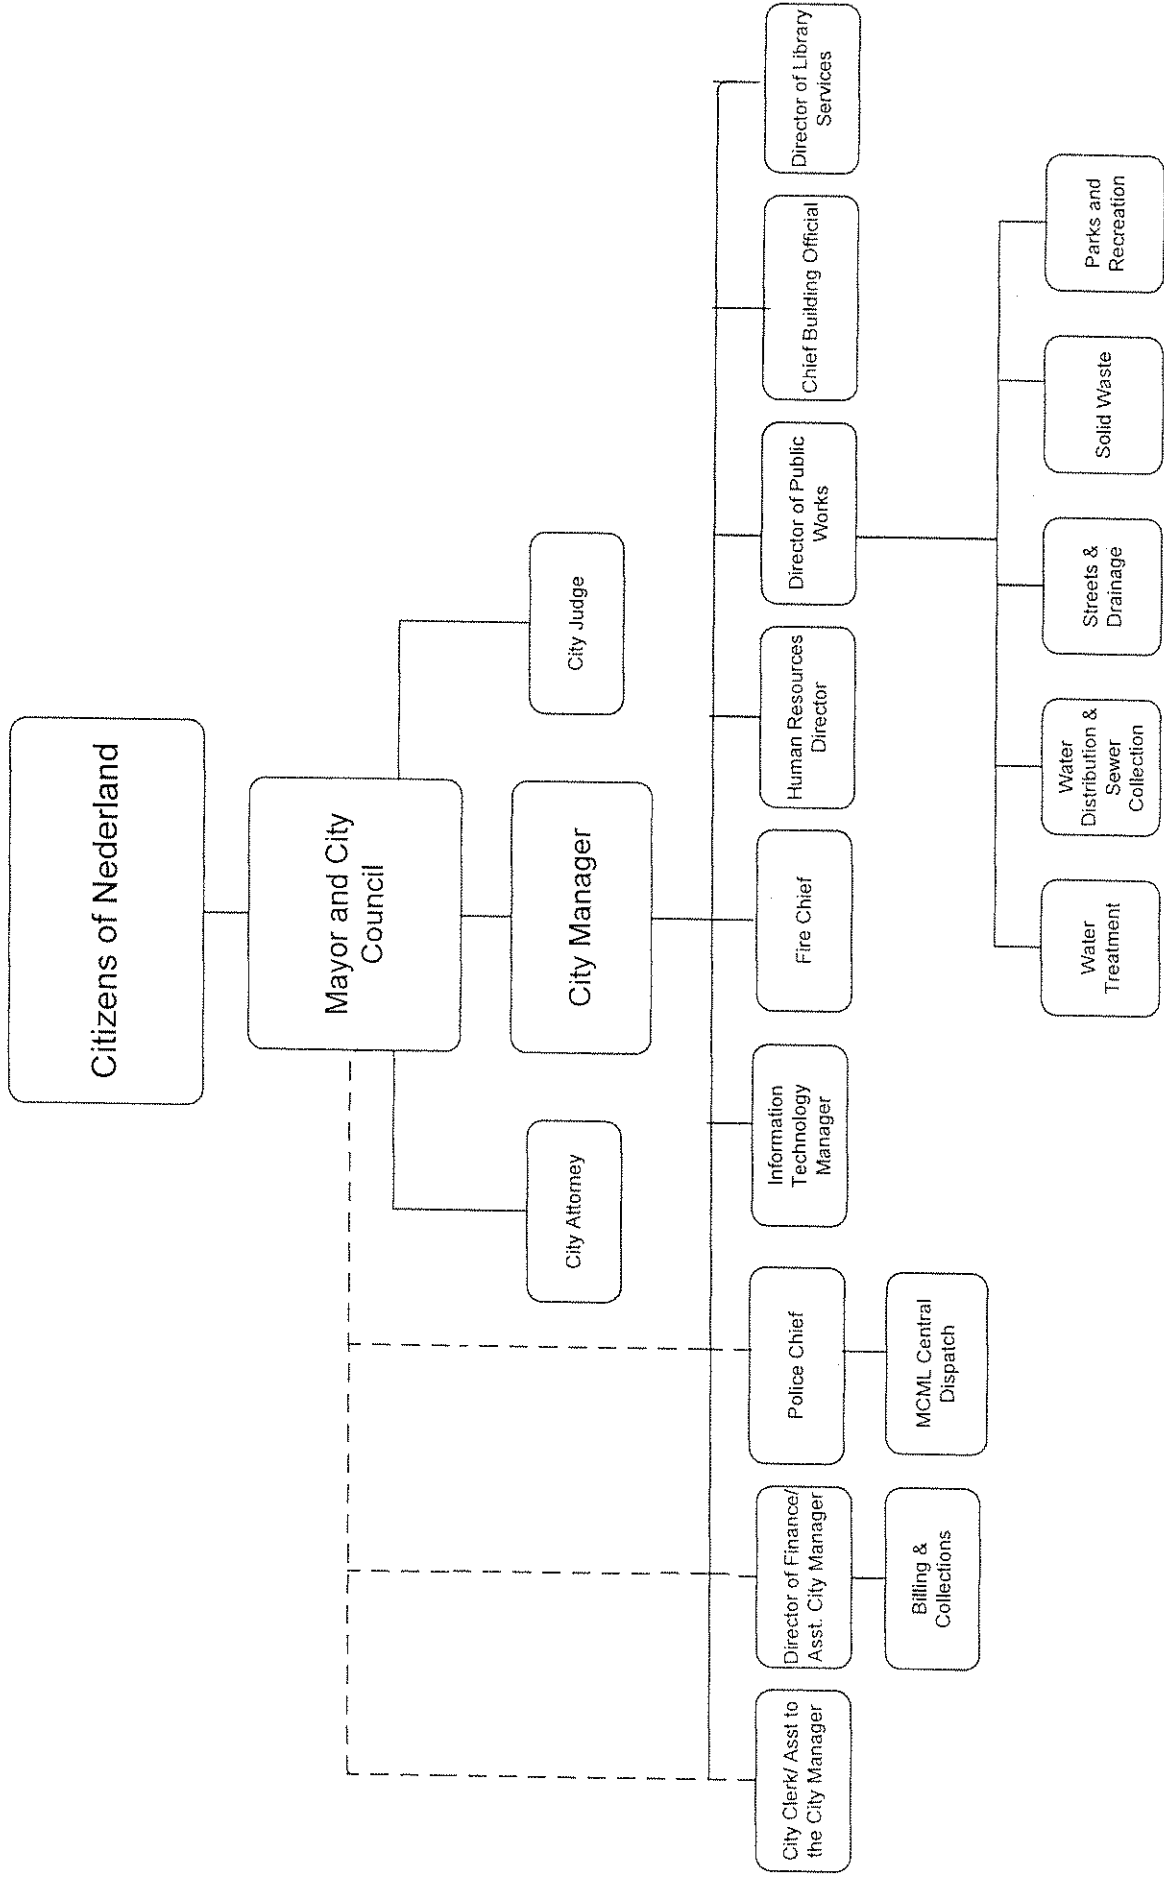 Citizens of Nederland
Mayor and City
Council
City Attorney
City Manager
City Judge
City Clerk/ Asst to
the City Manager
Director of Finance/
Asst. City Manager
Police Chief
Information
Technology
Manager
Fire Chief
Human Resources
Director
Director of Public
Works
Chief Building Official
Director of Library
Services
Billing &
Collections
MCML Central
Dispatch
Water
Treatment
Water
Distribution &
Sewer
Collection
Streets &
Drainage
Solid Waste
Parks and
Recreation